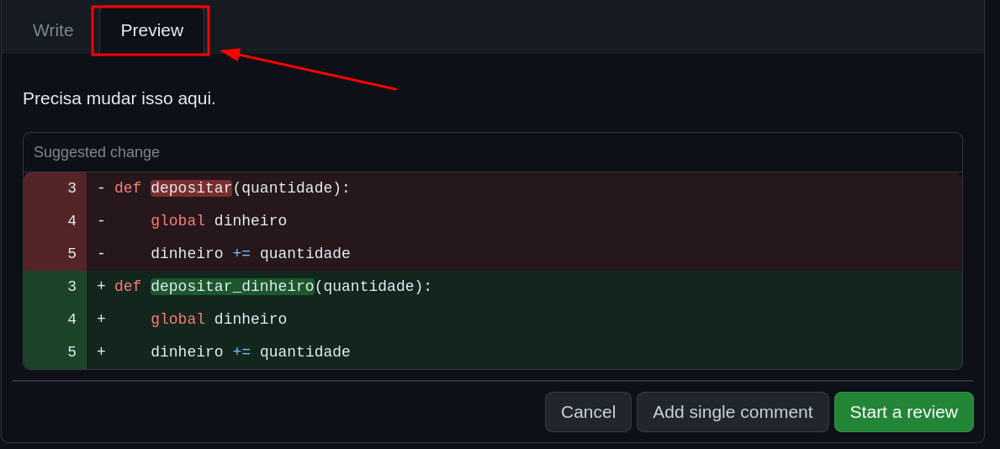 Write Preview
Precisa mudar isso aqui.
Suggested change
3 - def depositar(quantidade):
4 -     global dinheiro
5 -     dinheiro += quantidade
3 + def depositar_dinheiro(quantidade):
4 +     global dinheiro
5 +     dinheiro += quantidade
Cancel Add single comment Start a review